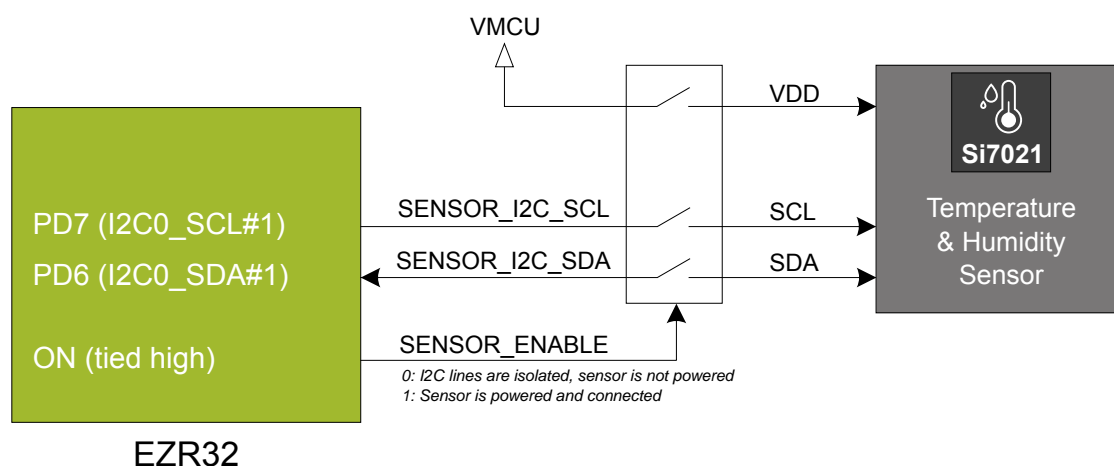 VMCU
VDD
Si7021
PD7 (I2C0_SCL#1)
SENSOR_I2C_SCL
SCL
Temperature
& Humidity
Sensor
PD6 (I2C0_SDA#1)
SENSOR_I2C_SDA
SDA
ON (tied high)
SENSOR_ENABLE
0: I2C lines are isolated, sensor is not powered
1: Sensor is powered and connected
EZR32